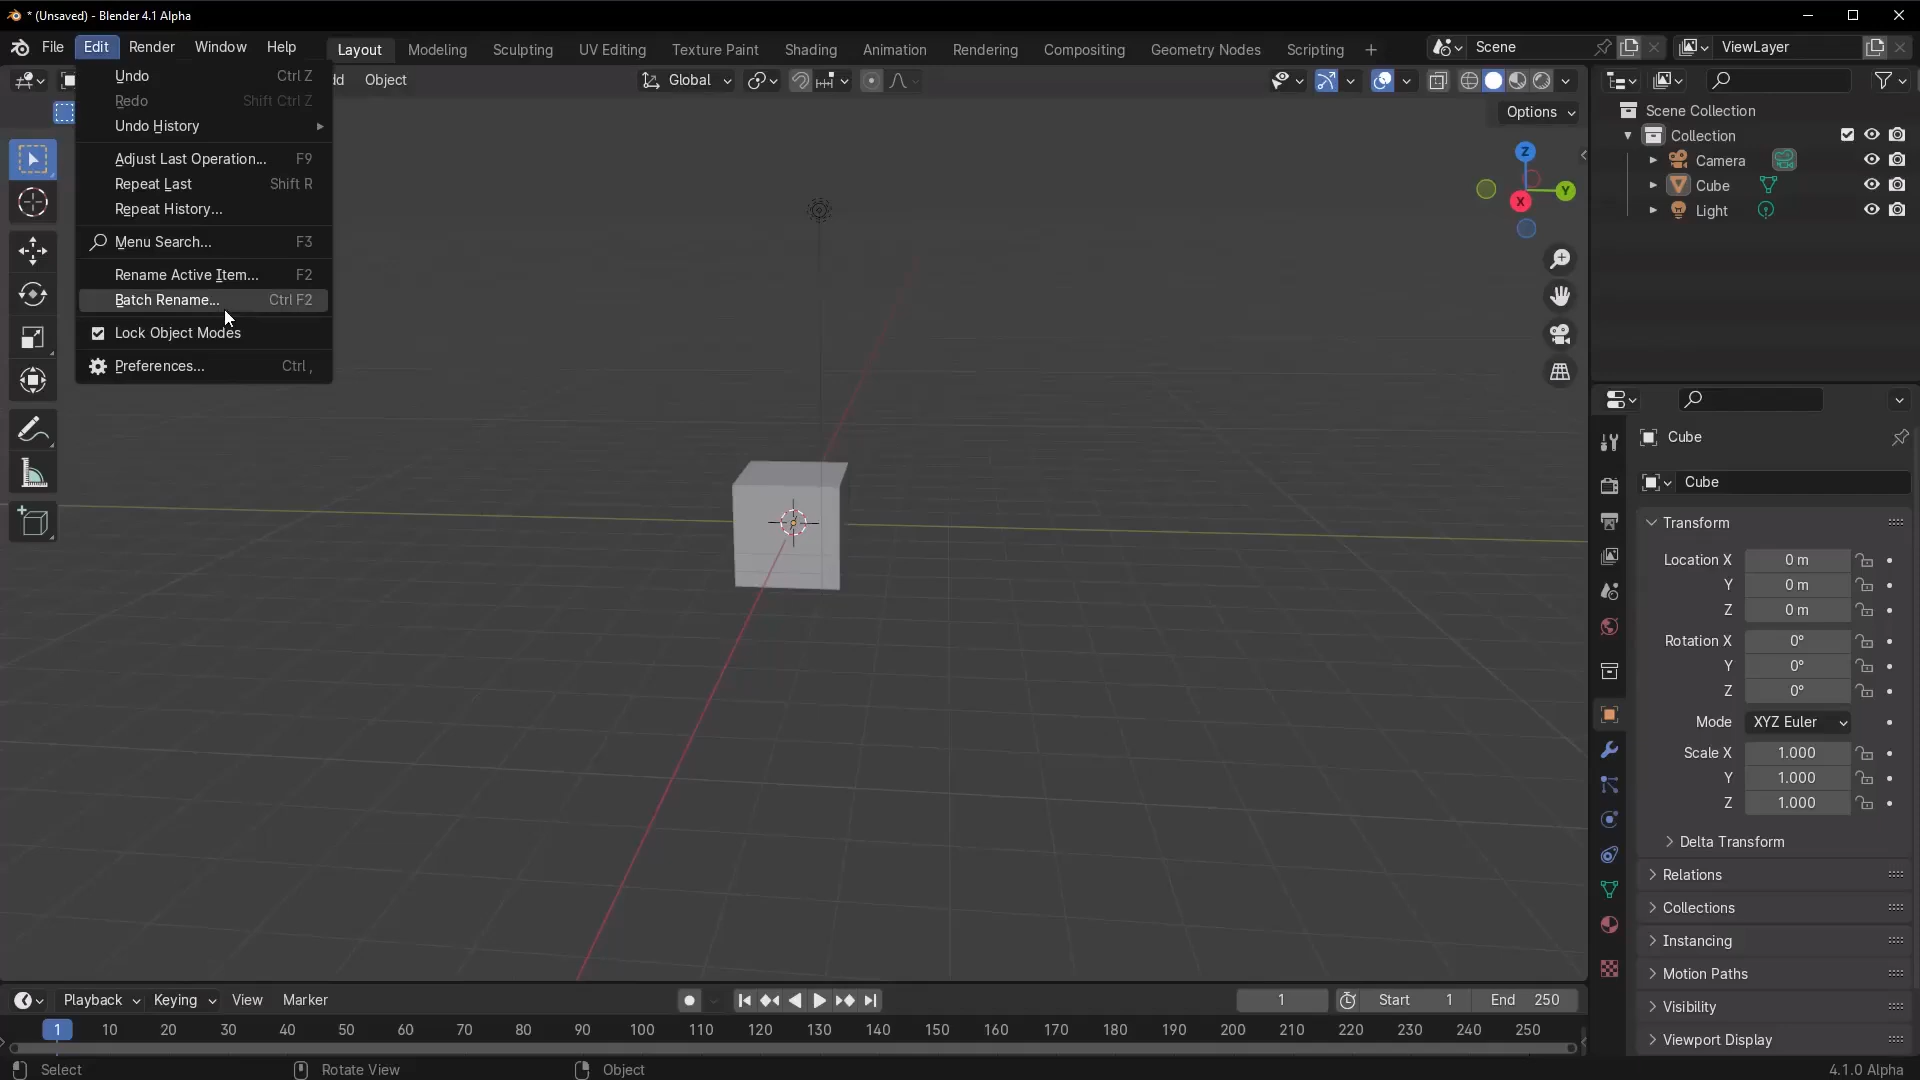 * (Unsaved) - Blender 4.1 Alpha
File Edit Render Window Help Layout Modeling Sculpting UV Editing Texture Paint Shading Animation Rendering Compositing Geometry Nodes Scripting + Scene ViewLayer
Undo Ctrl Z
Redo Shift Ctrl Z
Undo History
Adjust Last Operation... F9
Repeat Last Shift R
Repeat History...
Menu Search... F3
Rename Active Item... F2
Batch Rename... Ctrl F2
Lock Object Modes
Preferences... Ctrl ,
dd Object Global
Options
Z
Y
X
Scene Collection
Collection
Camera
Cube
Light
Cube
Cube
Transform
Location X 0 m
Y 0 m
Z 0 m
Rotation X 0°
Y 0°
Z 0°
Mode XYZ Euler
Scale X 1.000
Y 1.000
Z 1.000
Delta Transform
Relations
Collections
Instancing
Motion Paths
Visibility
Viewport Display
Playback Keying View Marker 1 Start 1 End 250
1 10 20 30 40 50 60 70 80 90 100 110 120 130 140 150 160 170 180 190 200 210 220 230 240 250
Select Rotate View Object 4.1.0 Alpha